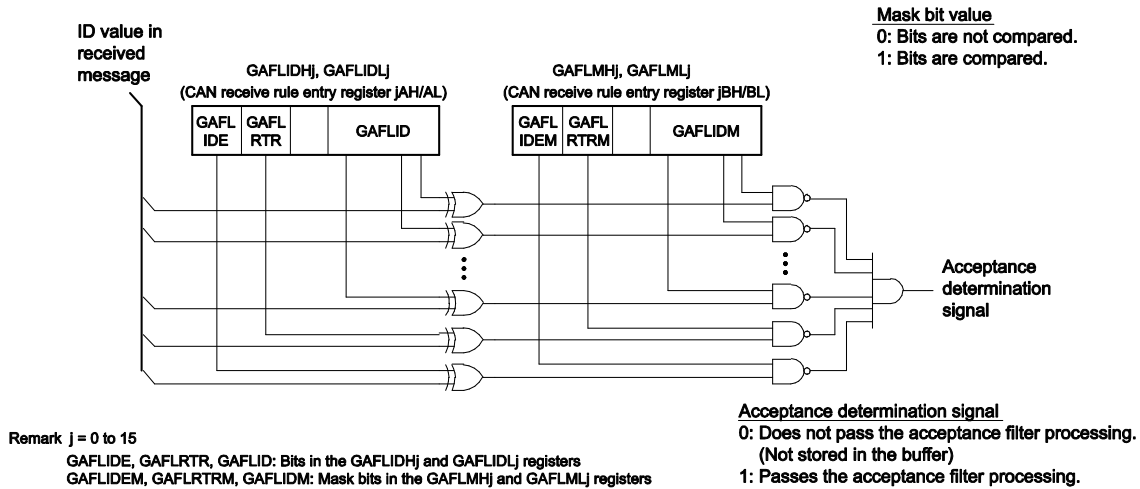 ID value in
received
message
Mask bit value
0: Bits are not compared.
1: Bits are compared.
GAFLIDHj, GAFLIDLj
(CAN receive rule entry register jAH/AL)
GAFLMHj, GAFLMLj
(CAN receive rule entry register jBH/BL)
GAFL
IDE
GAFL
RTR
GAFLID
GAFL
IDEM
GAFL
RTRM
GAFLIDM
Acceptance
determination
signal
Acceptance determination signal
0: Does not pass the acceptance filter processing.
(Not stored in the buffer)
1: Passes the acceptance filter processing.
Remark j = 0 to 15
GAFLIDE, GAFLRTR, GAFLID: Bits in the GAFLIDHj and GAFLIDLj registers
GAFLIDEM, GAFLRTRM, GAFLIDM: Mask bits in the GAFLMHj and GAFLMLj registers